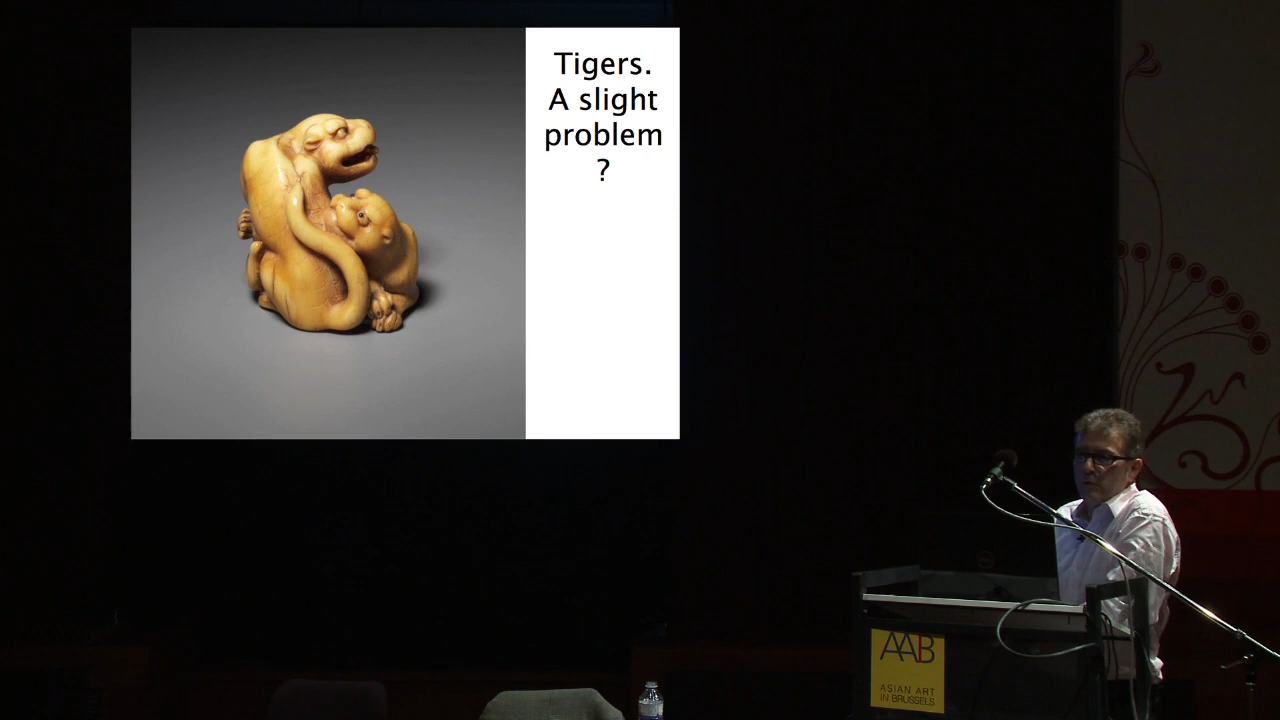 Tigers.
A slight
problem
?
AAB
ASIAN ART
IN BRUSSELS